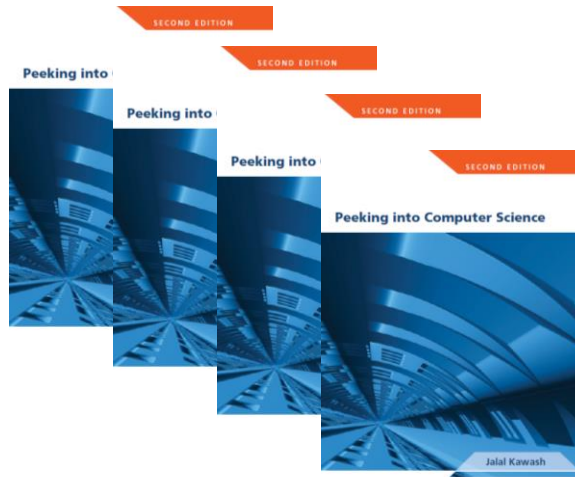 SECOND EDITION
Peeking into
SECOND EDITION
Peeking into
SECOND EDITION
Peeking into
SECOND EDITION
Peeking into Computer Science
Jalal Kawash